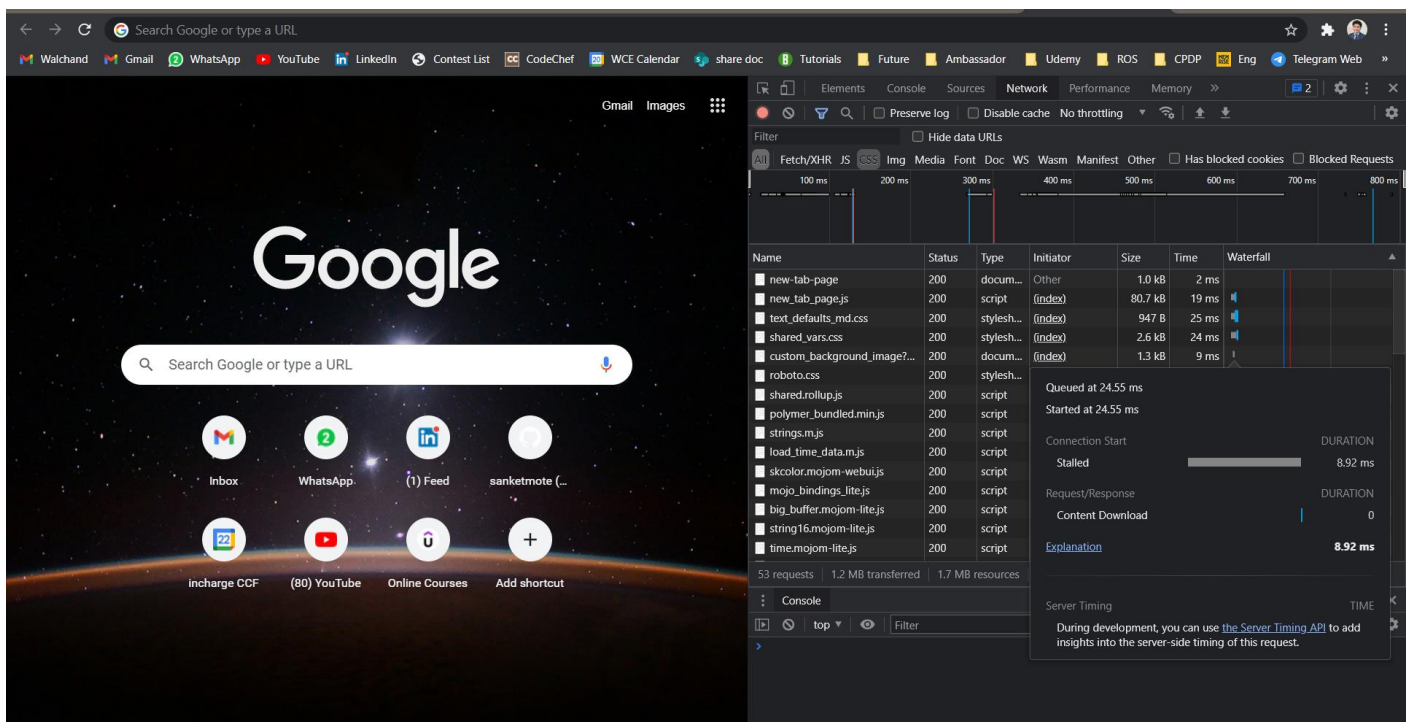 Search Google or type a URL
Walchand Gmail WhatsApp YouTube LinkedIn Contest List CodeChef WCE Calendar share doc Tutorials Future Ambassador Udemy ROS CPDP Eng Telegram Web »
Gmail Images
Google
Search Google or type a URL
Inbox WhatsApp (1) Feed sanketmote (...
incharge CCF (80) YouTube Online Courses Add shortcut
Elements Console Sources Network Performance Memory » 2
Preserve log Disable cache No throttling
Filter Hide data URLs
All Fetch/XHR JS CSS Img Media Font Doc WS Wasm Manifest Other Has blocked cookies Blocked Requests
100 ms 200 ms 300 ms 400 ms 500 ms 600 ms 700 ms 800 ms
Name Status Type Initiator Size Time Waterfall
new-tab-page 200 docum... Other 1.0 kB 2 ms
new_tab_page.js 200 script (index) 80.7 kB 19 ms
text_defaults_md.css 200 stylesh... (index) 947 B 25 ms
shared_vars.css 200 stylesh... (index) 2.6 kB 24 ms
custom_background_image?... 200 docum... (index) 1.3 kB 9 ms
roboto.css 200 stylesh...
shared.rollup.js 200 script
polymer_bundled.min.js 200 script
strings.m.js 200 script
load_time_data.m.js 200 script
skcolor.mojom-webui.js 200 script
mojo_bindings_lite.js 200 script
big_buffer.mojom-lite.js 200 script
string16.mojom-lite.js 200 script
time.mojom-lite.js 200 script
53 requests 1.2 MB transferred 1.7 MB resources
Queued at 24.55 ms
Started at 24.55 ms
Connection Start DURATION
Stalled 8.92 ms
Request/Response DURATION
Content Download 0
Explanation 8.92 ms
Server Timing TIME
During development, you can use the Server Timing API to add
insights into the server-side timing of this request.
Console
top Filter